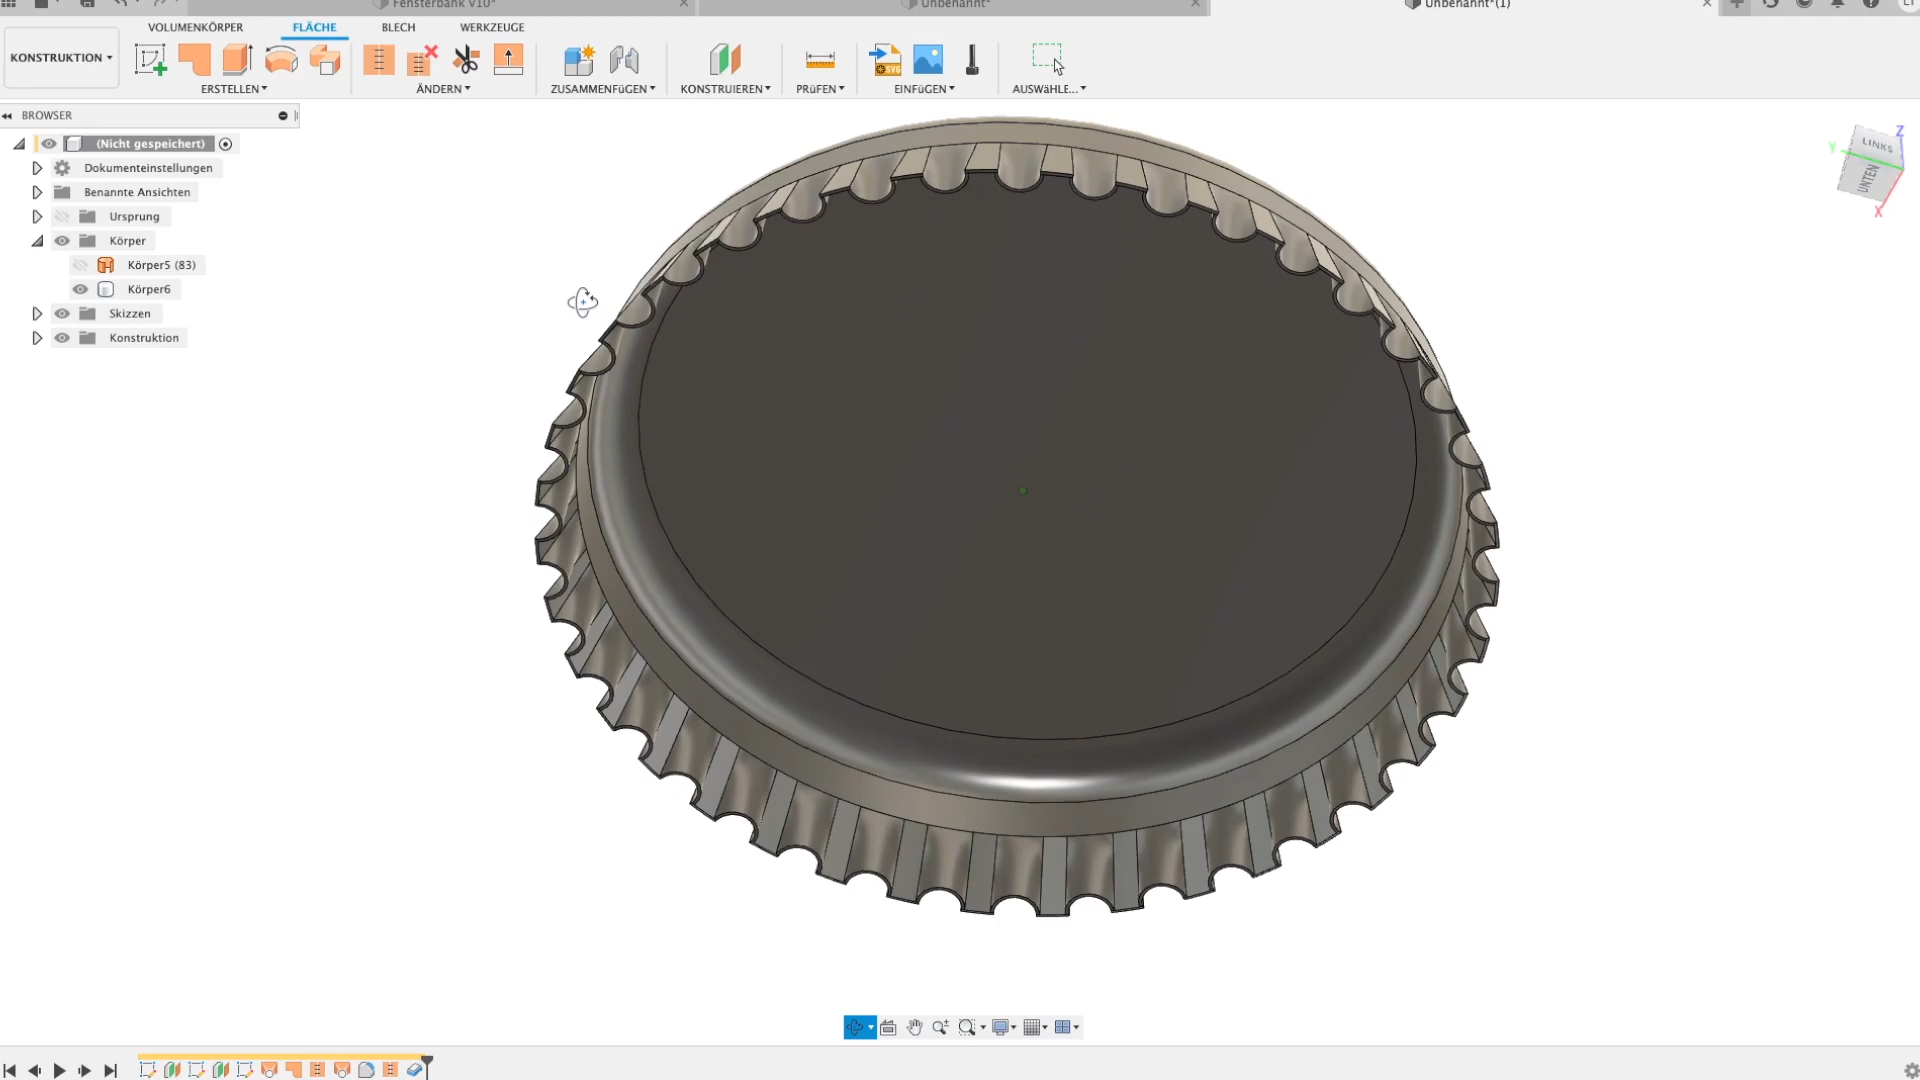 Fensterbank v10*
Unbenannt*
Unbenannt*(1)
VOLUMENKÖRPER FLÄCHE BLECH WERKZEUGE
KONSTRUKTION
ERSTELLEN ÄNDERN ZUSAMMENFÜGEN KONSTRUIEREN PRÜFEN EINFÜGEN AUSWÄHLE...
SVG
BROWSER
(Nicht gespeichert)
Dokumenteinstellungen
Benannte Ansichten
Ursprung
Körper
Körper5 (83)
Körper6
Skizzen
Konstruktion
Z
Y
LINKS
UNTEN
X